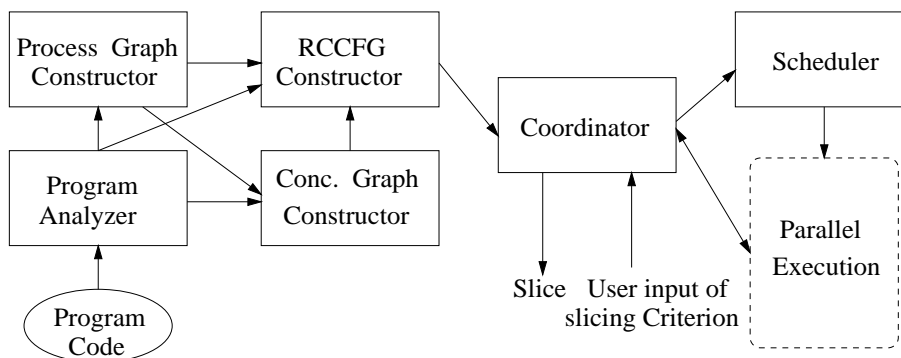 Process Graph
Constructor
RCCFG
Constructor
Scheduler
Coordinator
Program
Analyzer
Conc. Graph
Constructor
Parallel
Execution
Slice
User input of
slicing Criterion
Program
Code